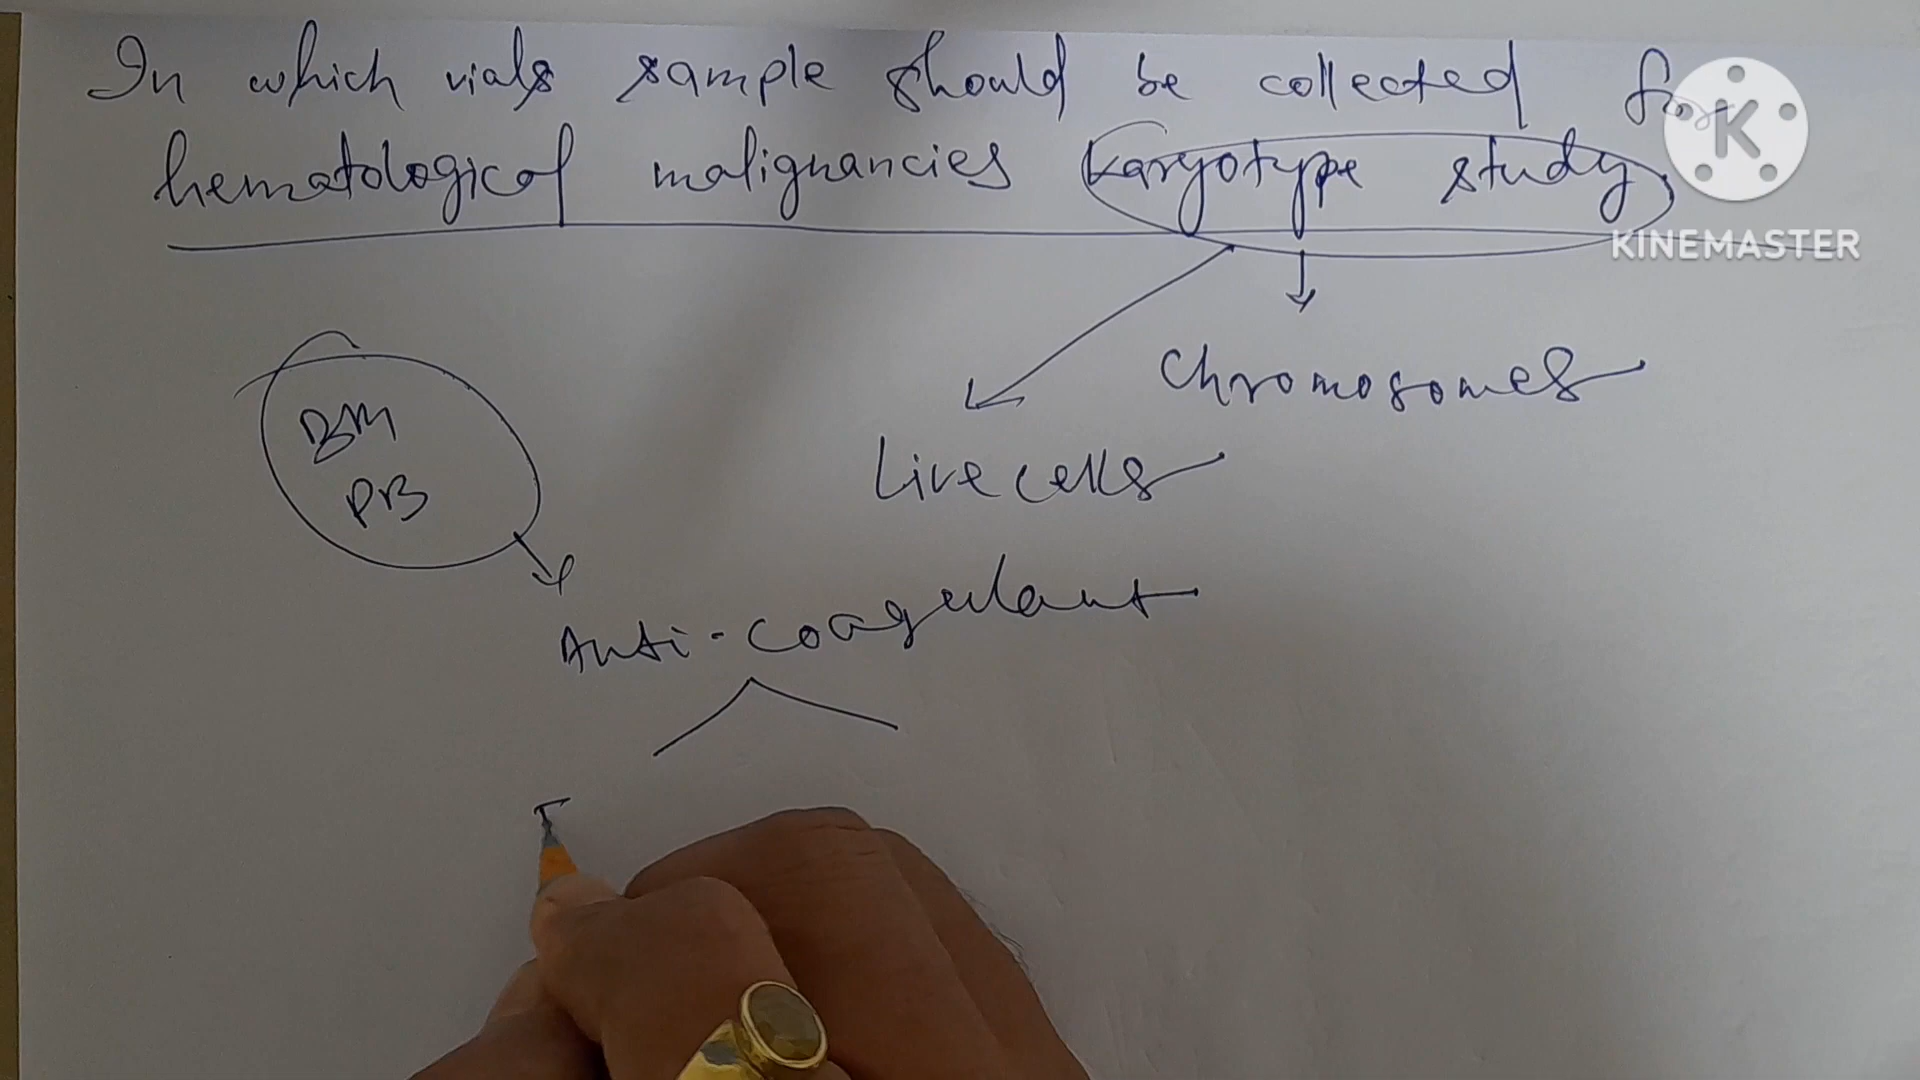 In which vials sample should be collected for
hematological malignancies Karyotype study
K
KINEMASTER
Chromosomes
BM
PB
Live cells
Anti-coagulant